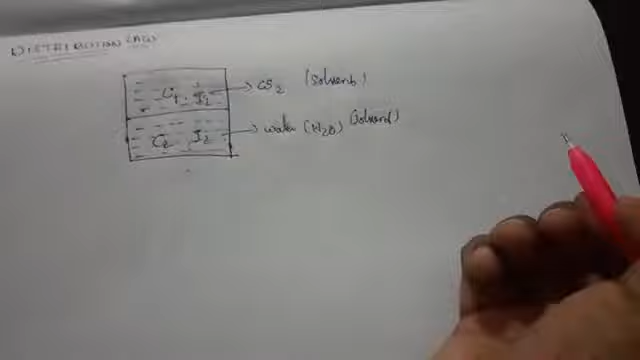 DISTRIBUTION LAW
C1 I2 → CS2 (Solvent)
C2 I2 → water (H2O) (Solvent)